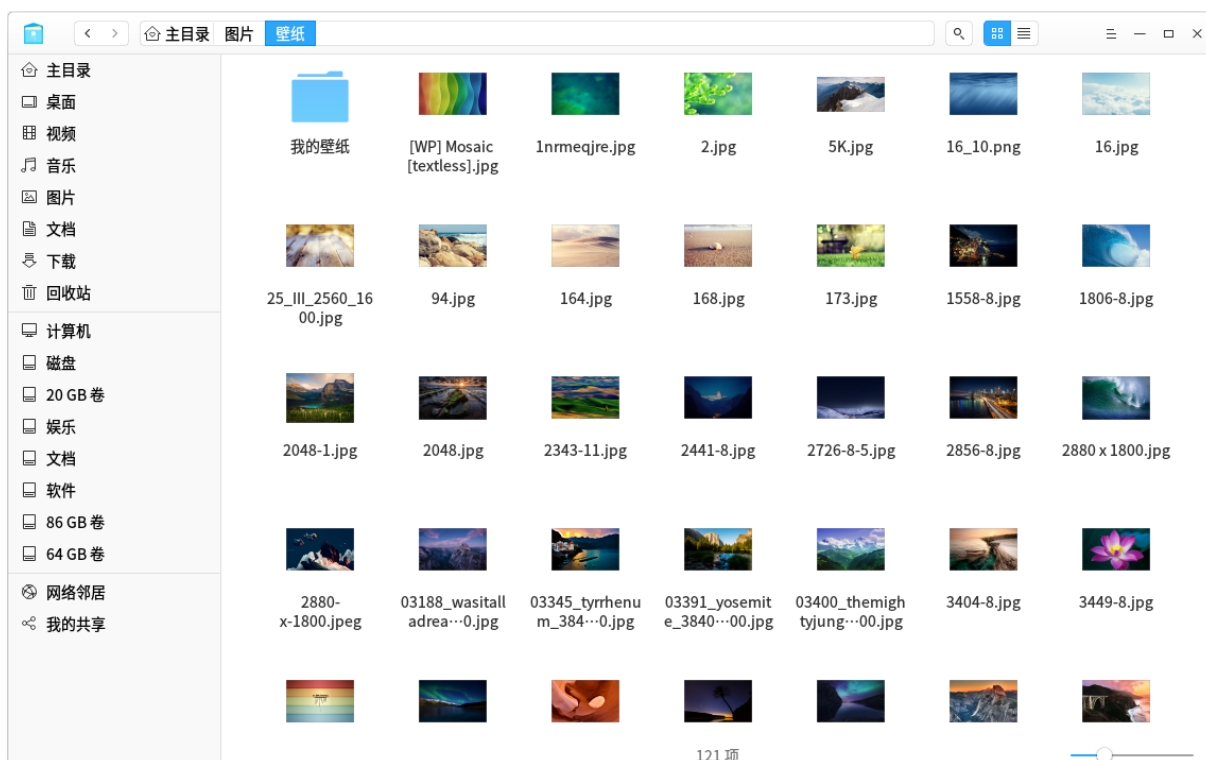 主目录 图片 壁纸
主目录
桌面
视频
音乐
图片
文档
下载
回收站
计算机
磁盘
20 GB 卷
娱乐
文档
软件
86 GB 卷
64 GB 卷
网络邻居
我的共享
我的壁纸
[WP] Mosaic
[textless].jpg
1nrmeqjre.jpg
2.jpg
5K.jpg
16_10.png
16.jpg
25_III_2560_16
00.jpg
94.jpg
164.jpg
168.jpg
173.jpg
1558-8.jpg
1806-8.jpg
2048-1.jpg
2048.jpg
2343-11.jpg
2441-8.jpg
2726-8-5.jpg
2856-8.jpg
2880 x 1800.jpg
2880-
x-1800.jpeg
03188_wasitall
adrea···0.jpg
03345_tyrrhenu
m_384···0.jpg
03391_yosemit
e_3840···00.jpg
03400_themigh
tyjung···00.jpg
3404-8.jpg
3449-8.jpg
121 项